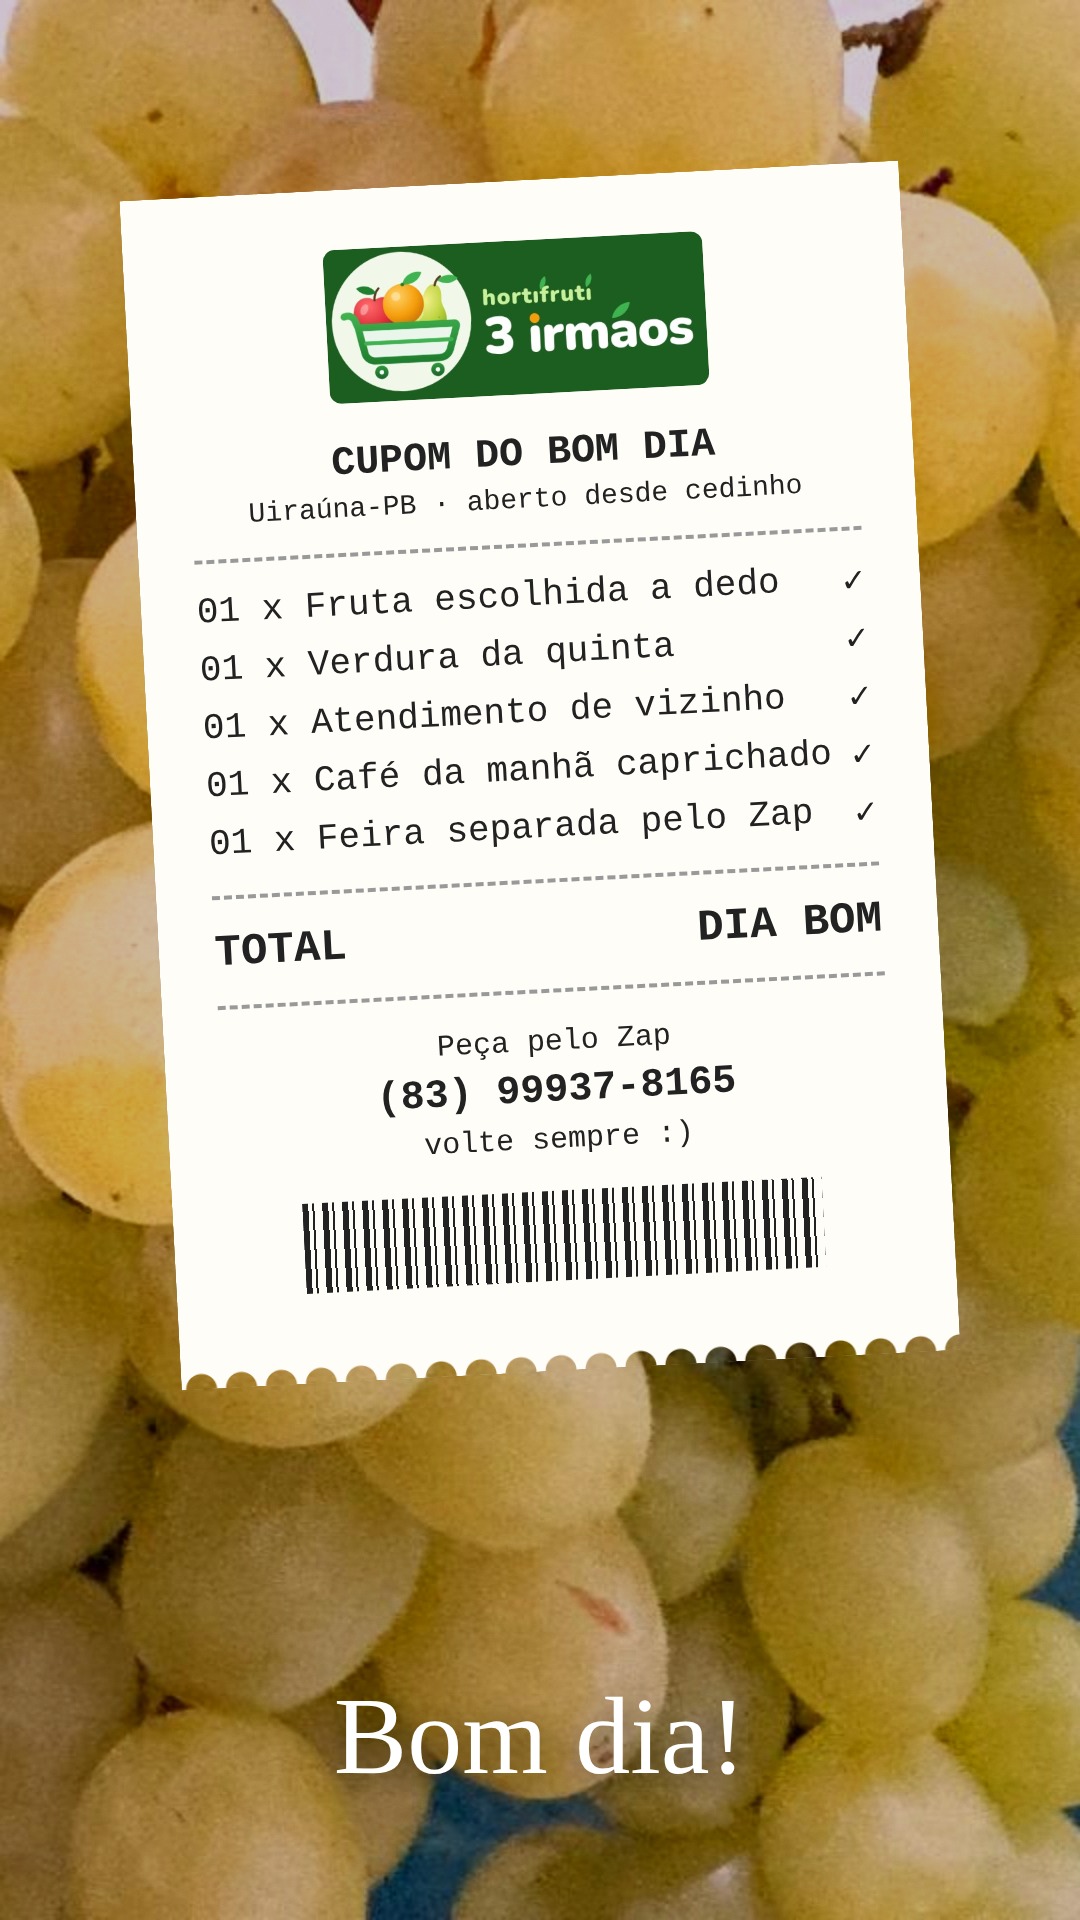 hortifruti
3 irmãos
CUPOM DO BOM DIA
Uiraúna-PB · aberto desde cedinho
01 x Fruta escolhida a dedo ✓
01 x Verdura da quinta ✓
01 x Atendimento de vizinho ✓
01 x Café da manhã caprichado ✓
01 x Feira separada pelo Zap ✓
TOTAL DIA BOM
Peça pelo Zap
(83) 99937-8165
volte sempre :)
Bom dia!